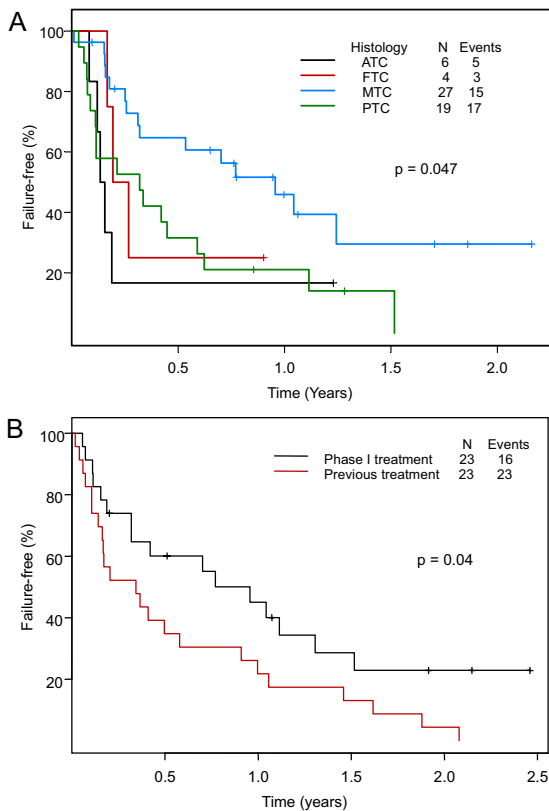 A
Histology N Events
ATC 6 5
FTC 4 3
MTC 27 15
PTC 19 17
p = 0.047
Failure-free (%)
100
80
60
40
20
0.5 1.0 1.5 2.0
Time (Years)
B
N Events
Phase I treatment 23 16
Previous treatment 23 23
p = 0.04
Failure-free (%)
100
80
60
40
20
0.5 1.0 1.5 2.0 2.5
Time (years)